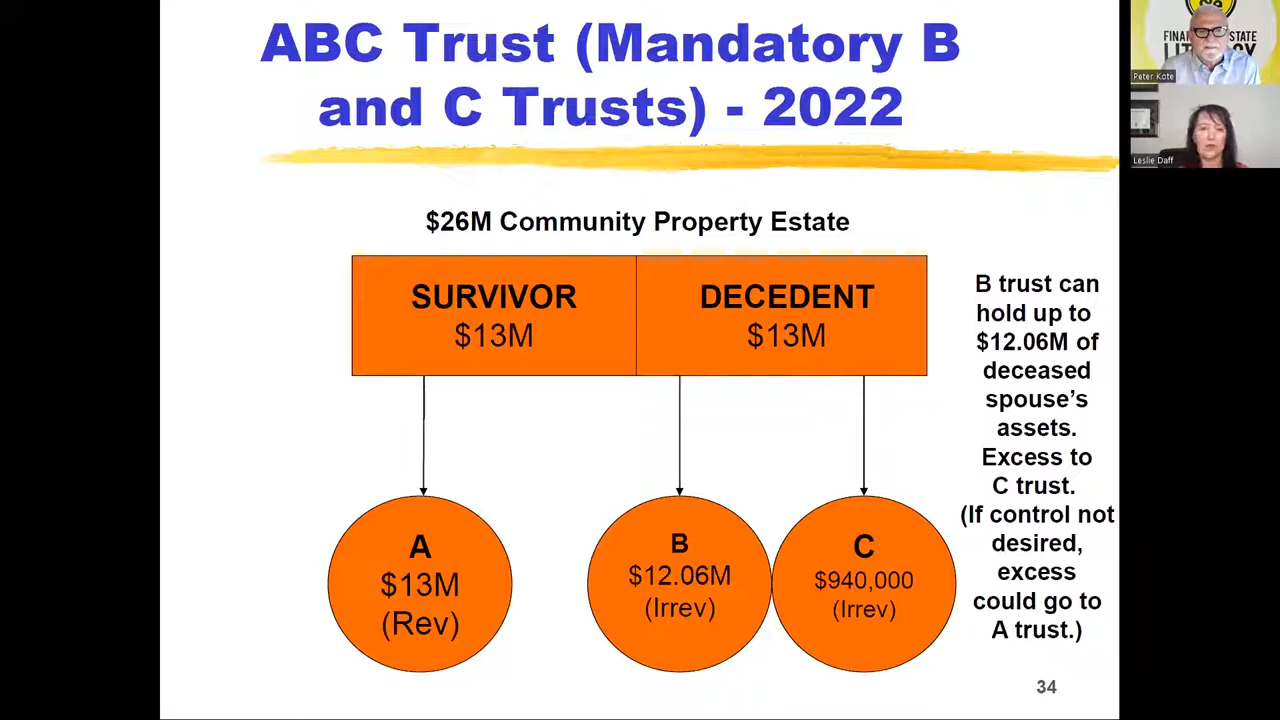 ABC Trust (Mandatory B
and C Trusts) - 2022
$26M Community Property Estate
SURVIVOR
$13M
DECEDENT
$13M
A
$13M
(Rev)
B
$12.06M
(Irrev)
C
$940,000
(Irrev)
B trust can
hold up to
$12.06M of
deceased
spouse's
assets.
Excess to
C trust.
(If control not
desired,
excess
could go to
A trust.)
34
Peter Kote
Leslie Daff